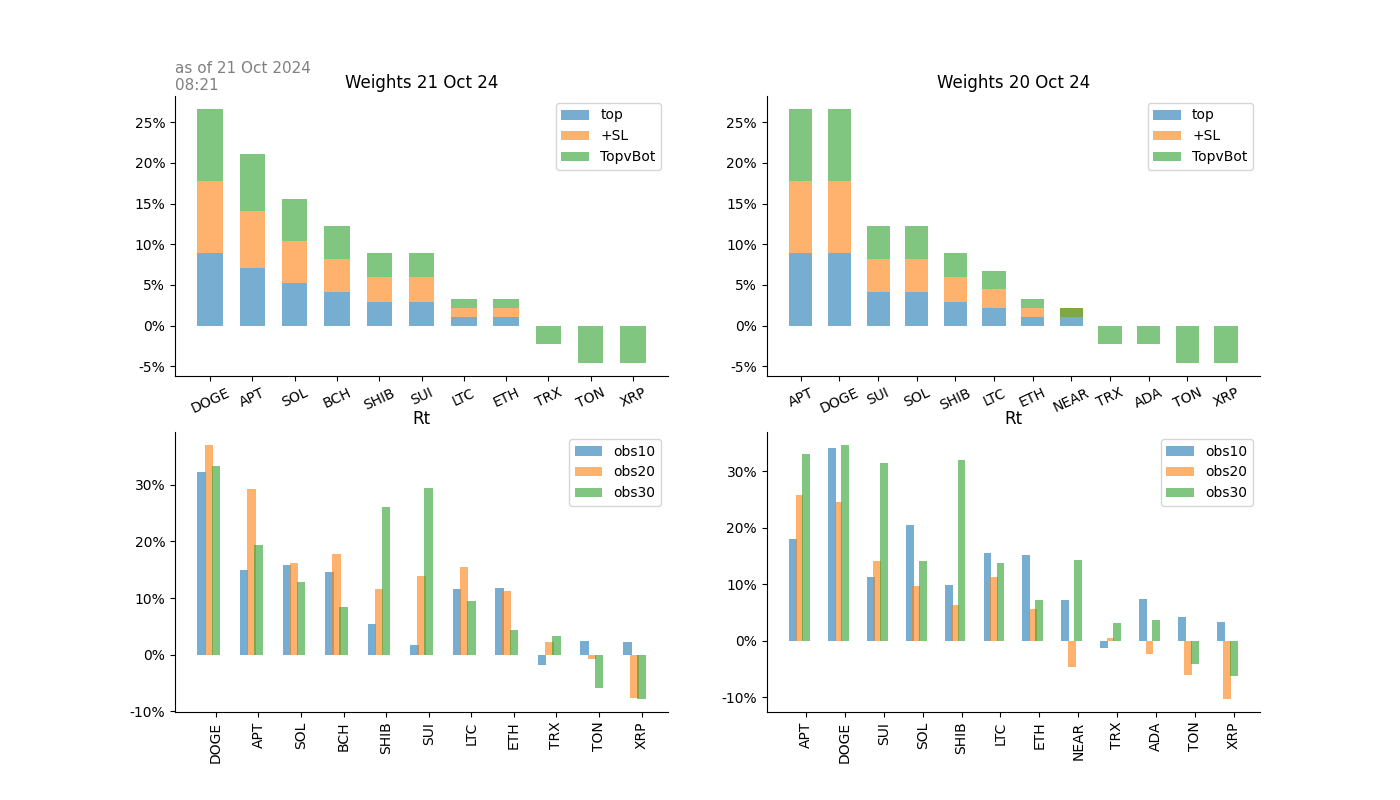 as of 21 Oct 2024
08:21
Weights 21 Oct 24
25%
20%
15%
10%
5%
0%
-5%
top
+SL
TopvBot
DOGE APT SOL BCH SHIB SUI LTC ETH TRX TON XRP
Weights 20 Oct 24
25%
20%
15%
10%
5%
0%
-5%
top
+SL
TopvBot
APT DOGE SUI SOL SHIB LTC ETH NEAR TRX ADA TON XRP
Rt
30%
20%
10%
0%
-10%
obs10
obs20
obs30
DOGE APT SOL BCH SHIB SUI LTC ETH TRX TON XRP
Rt
30%
20%
10%
0%
-10%
obs10
obs20
obs30
APT DOGE SUI SOL SHIB LTC ETH NEAR TRX ADA TON XRP